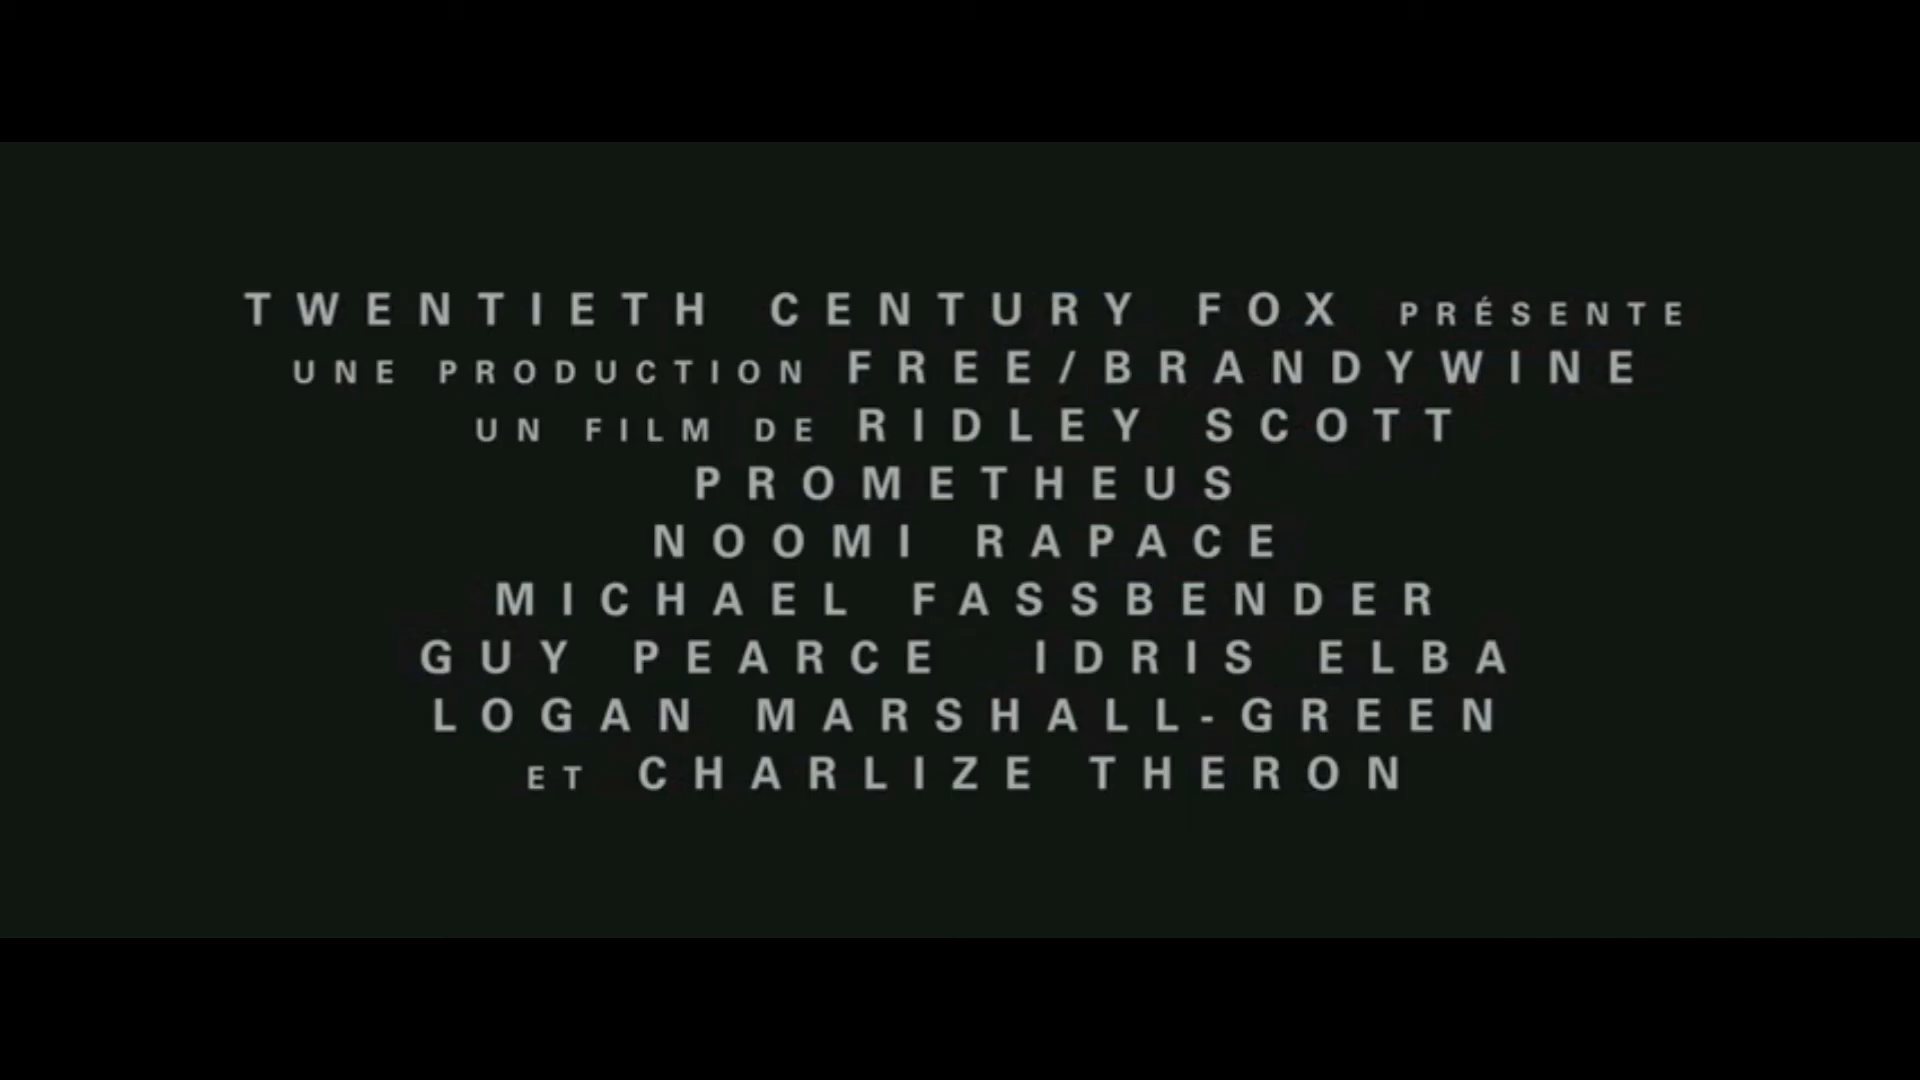 TWENTIETH CENTURY FOX PRÉSENTE
UNE PRODUCTION FREE/BRANDYWINE
UN FILM DE RIDLEY SCOTT
PROMETHEUS
NOOMI RAPACE
MICHAEL FASSBENDER
GUY PEARCE IDRIS ELBA
LOGAN MARSHALL-GREEN
ET CHARLIZE THERON